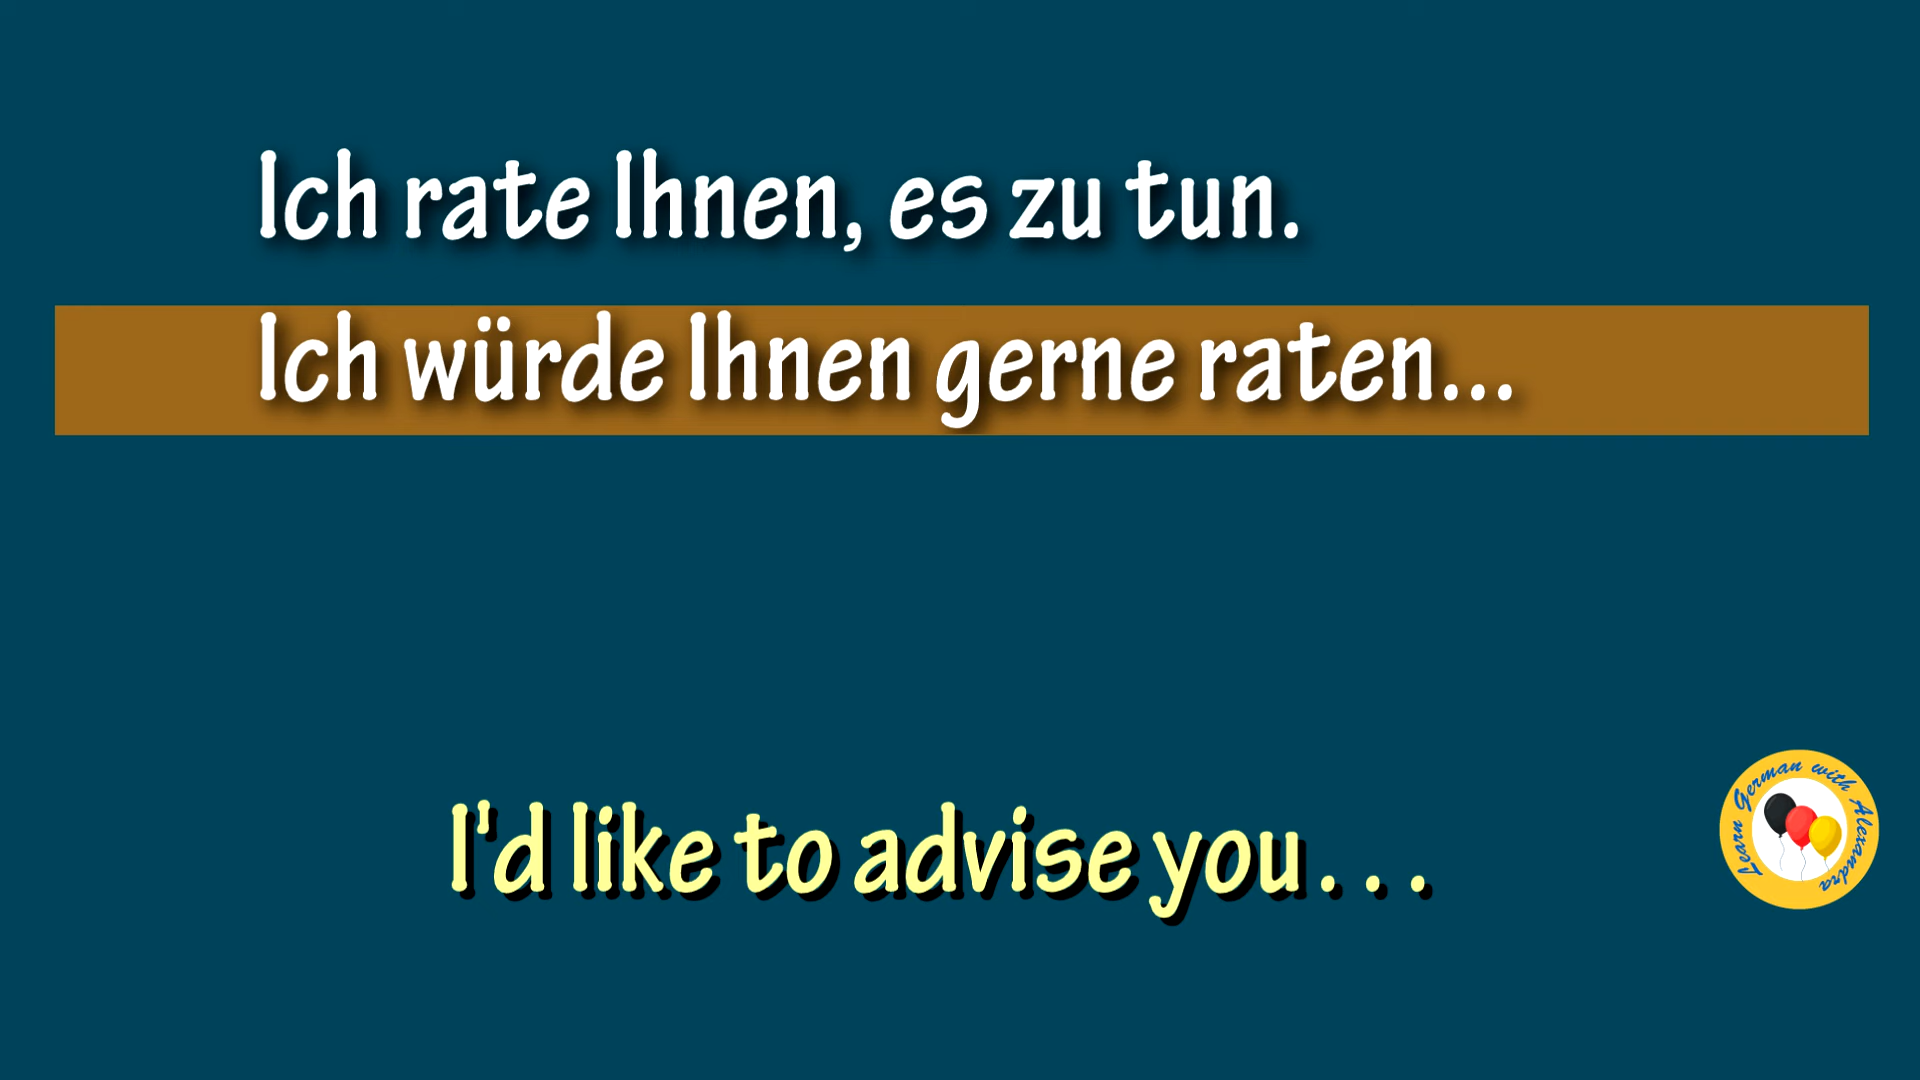 Ich rate Ihnen, es zu tun.
Ich würde Ihnen gerne raten...
I'd like to advise you . . .
Learn German with Alexandra